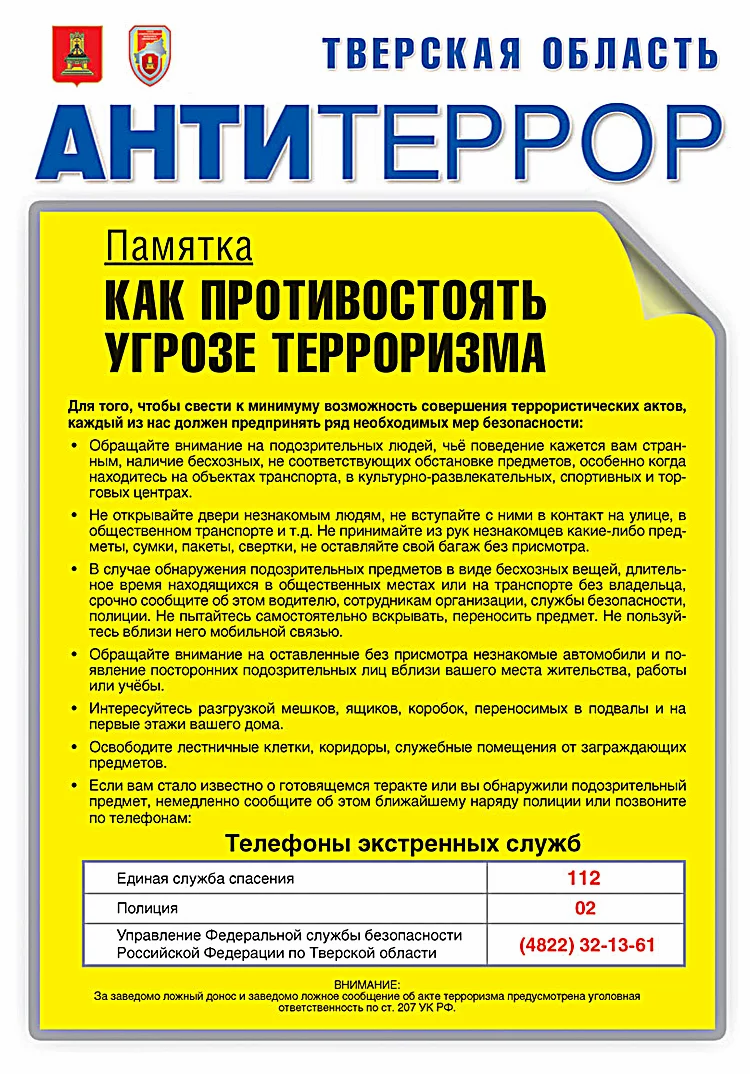 ТВЕРСКАЯ ОБЛАСТЬ
АНТИТЕРРОР
Памятка
КАК ПРОТИВОСТОЯТЬ
УГРОЗЕ ТЕРРОРИЗМА
Для того, чтобы свести к минимуму возможность совершения террористических актов,
каждый из нас должен предпринять ряд необходимых мер безопасности:
• Обращайте внимание на подозрительных людей, чьё поведение кажется вам стран-
ным, наличие бесхозных, не соответствующих обстановке предметов, особенно когда
находитесь на объектах транспорта, в культурно-развлекательных, спортивных и тор-
говых центрах.
• Не открывайте двери незнакомым людям, не вступайте с ними в контакт на улице, в
общественном транспорте и т.д. Не принимайте из рук незнакомцев какие-либо пред-
меты, сумки, пакеты, свертки, не оставляйте свой багаж без присмотра.
• В случае обнаружения подозрительных предметов в виде бесхозных вещей, длитель-
ное время находящихся в общественных местах или на транспорте без владельца,
срочно сообщите об этом водителю, сотрудникам организации, службы безопасности,
полиции. Не пытайтесь самостоятельно вскрывать, переносить предмет. Не пользуй-
тесь вблизи него мобильной связью.
• Обращайте внимание на оставленные без присмотра незнакомые автомобили и по-
явление посторонних подозрительных лиц вблизи вашего места жительства, работы
или учёбы.
• Интересуйтесь разгрузкой мешков, ящиков, коробок, переносимых в подвалы и на
первые этажи вашего дома.
• Освободите лестничные клетки, коридоры, служебные помещения от заграждающих
предметов.
• Если вам стало известно о готовящемся теракте или вы обнаружили подозрительный
предмет, немедленно сообщите об этом ближайшему наряду полиции или позвоните
по телефонам:
Телефоны экстренных служб
Единая служба спасения 112
Полиция 02
Управление Федеральной службы безопасности
Российской Федерации по Тверской области (4822) 32-13-61
ВНИМАНИЕ:
За заведомо ложный донос и заведомо ложное сообщение об акте терроризма предусмотрена уголовная
ответственность по ст. 207 УК РФ.